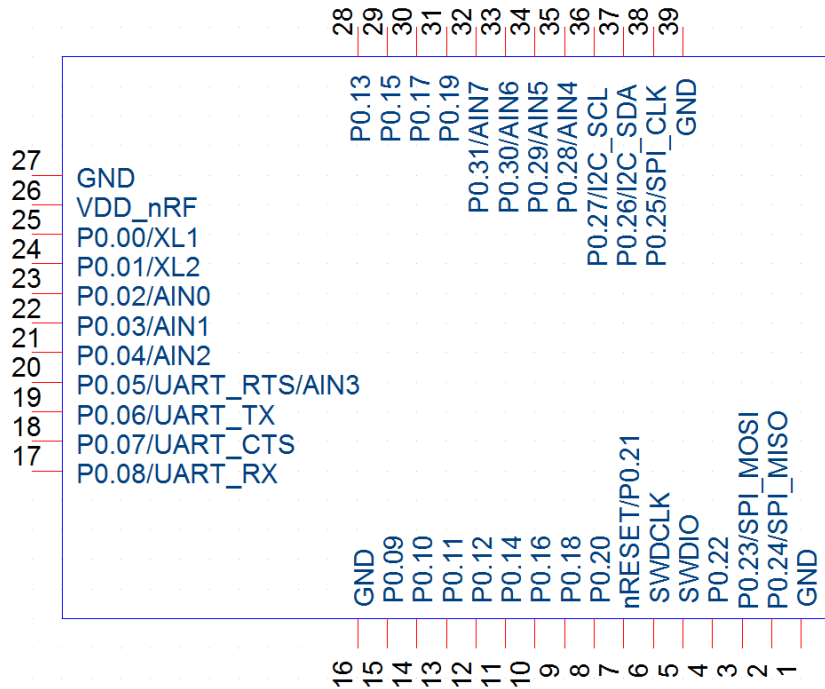 28
29
30
31
32
33
34
35
36
37
38
39
P0.13
P0.15
P0.17
P0.19
P0.31/AIN7
P0.30/AIN6
P0.29/AIN5
P0.28/AIN4
P0.27/I2C_SCL
P0.26/I2C_SDA
P0.25/SPI_CLK
GND
27 GND
26 VDD_nRF
25 P0.00/XL1
24 P0.01/XL2
23 P0.02/AIN0
22 P0.03/AIN1
21 P0.04/AIN2
20 P0.05/UART_RTS/AIN3
19 P0.06/UART_TX
18 P0.07/UART_CTS
17 P0.08/UART_RX
GND
P0.09
P0.10
P0.11
P0.12
P0.14
P0.16
P0.18
P0.20
nRESET/P0.21
SWDCLK
SWDIO
P0.22
P0.23/SPI_MOSI
P0.24/SPI_MISO
GND
16
15
14
13
12
11
10
9
8
7
6
5
4
3
2
1